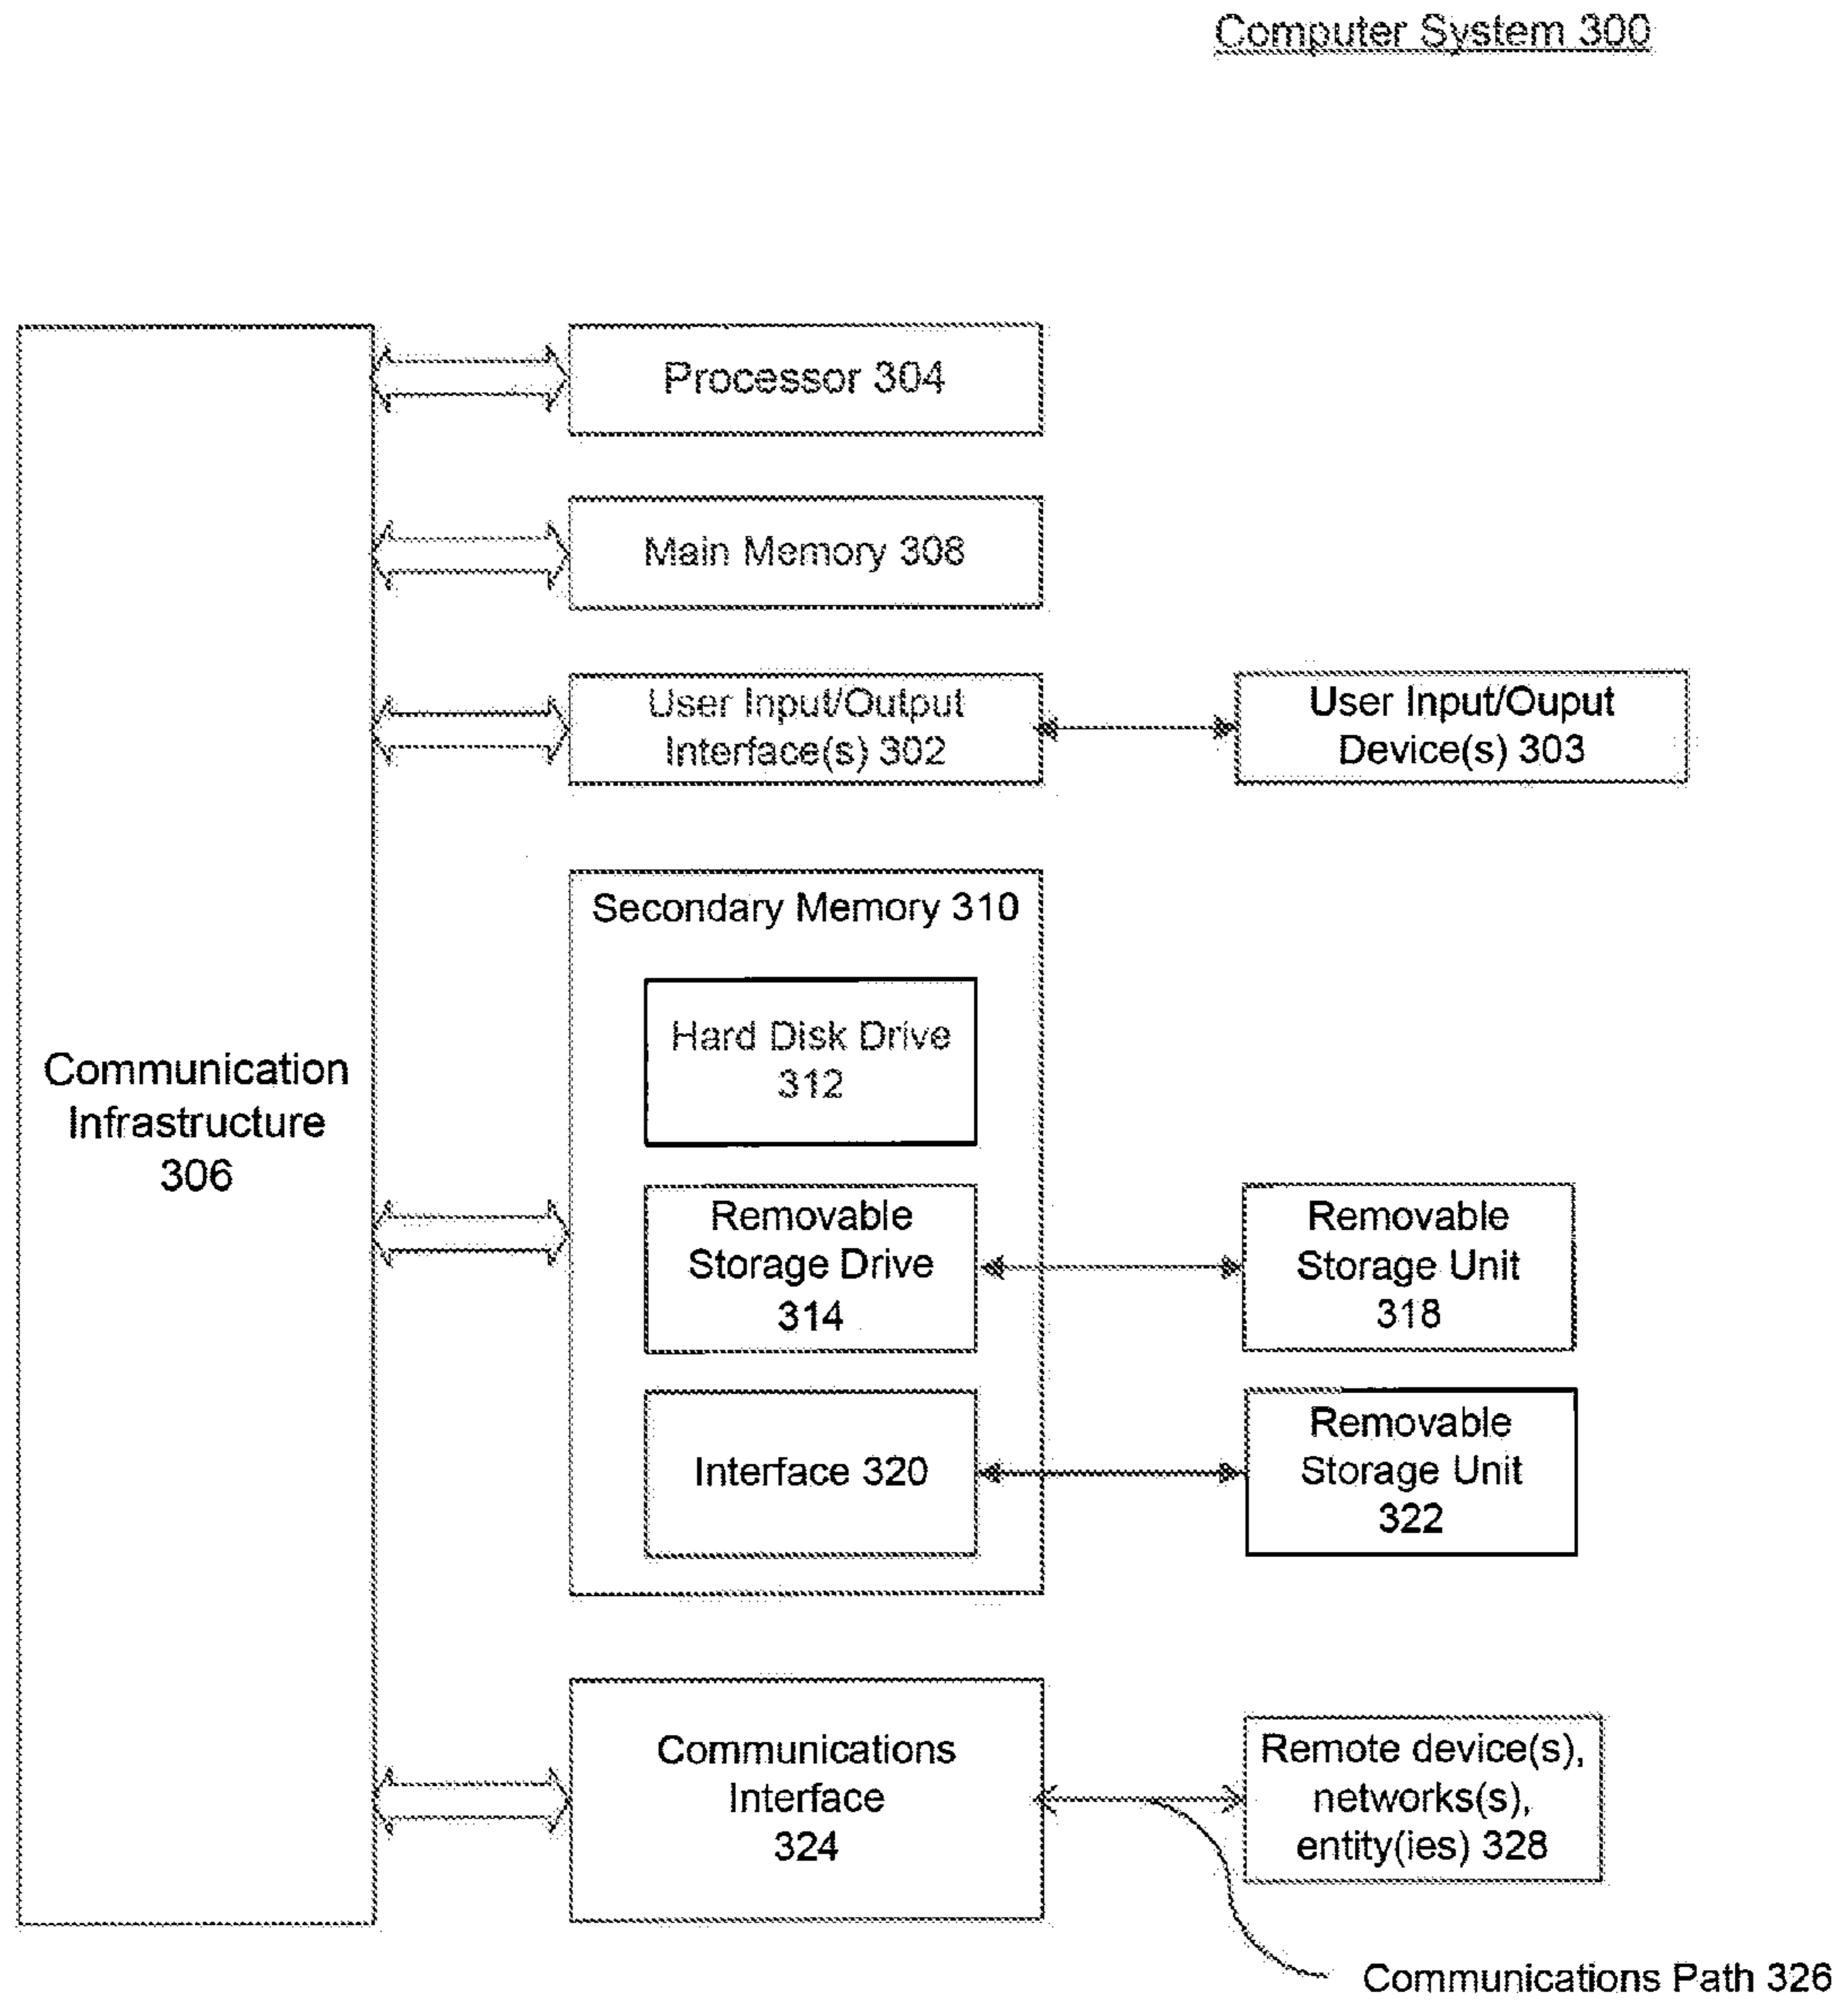 Computer System 300
Processor 304
Main Memory 308
User Input/Output
Interface(s) 302
User Input/Ouput
Device(s) 303
Secondary Memory 310
Hard Disk Drive
312
Communication
Infrastructure
306
Removable
Storage Drive
314
Removable
Storage Unit
318
Interface 320
Removable
Storage Unit
322
Communications
Interface
324
Remote device(s),
networks(s),
entity(ies) 328
Communications Path 326